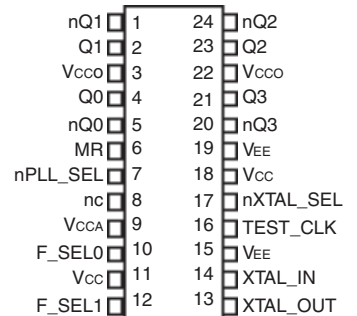 nQ1 1 24 nQ2
Q1 2 23 Q2
VCCO 3 22 VCCO
Q0 4 21 Q3
nQ0 5 20 nQ3
MR 6 19 VEE
nPLL_SEL 7 18 VCC
nc 8 17 nXTAL_SEL
VCCA 9 16 TEST_CLK
F_SEL0 10 15 VEE
VCC 11 14 XTAL_IN
F_SEL1 12 13 XTAL_OUT